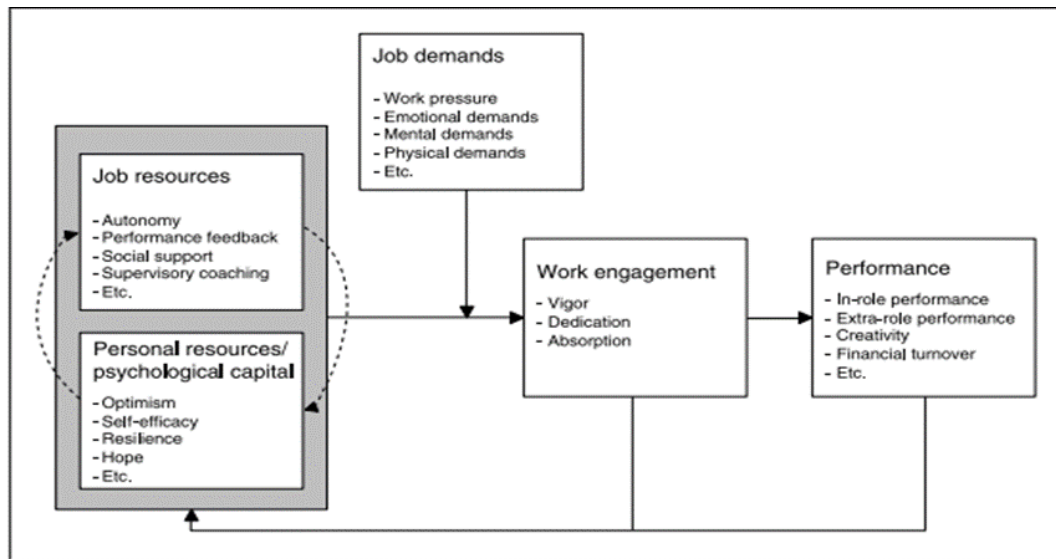 Job demands
- Work pressure
- Emotional demands
- Mental demands
- Physical demands
- Etc.
Job resources
- Autonomy
- Performance feedback
- Social support
- Supervisory coaching
- Etc.
Personal resources/
psychological capital
- Optimism
- Self-efficacy
- Resilience
- Hope
- Etc.
Work engagement
- Vigor
- Dedication
- Absorption
Performance
- In-role performance
- Extra-role performance
- Creativity
- Financial turnover
- Etc.